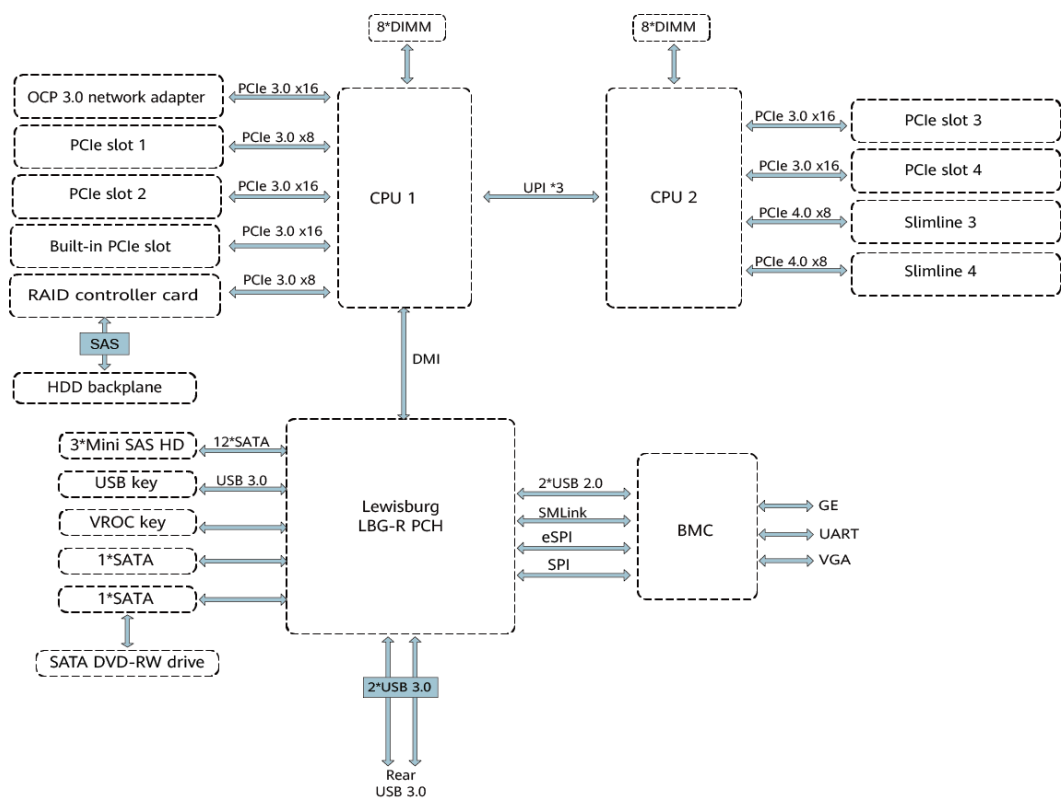 8*DIMM
8*DIMM
OCP 3.0 network adapter
PCIe 3.0 x16
PCIe slot 1
PCIe 3.0 x8
PCIe slot 2
PCIe 3.0 x16
Built-in PCIe slot
PCIe 3.0 x16
RAID controller card
PCIe 3.0 x8
CPU 1
UPI *3
CPU 2
PCIe 3.0 x16
PCIe slot 3
PCIe 3.0 x16
PCIe slot 4
PCIe 4.0 x8
Slimline 3
PCIe 4.0 x8
Slimline 4
SAS
HDD backplane
DMI
3*Mini SAS HD
12*SATA
USB key
USB 3.0
VROC key
1*SATA
1*SATA
SATA DVD-RW drive
Lewisburg
LBG-R PCH
2*USB 2.0
SMLink
eSPI
SPI
BMC
GE
UART
VGA
2*USB 3.0
Rear
USB 3.0